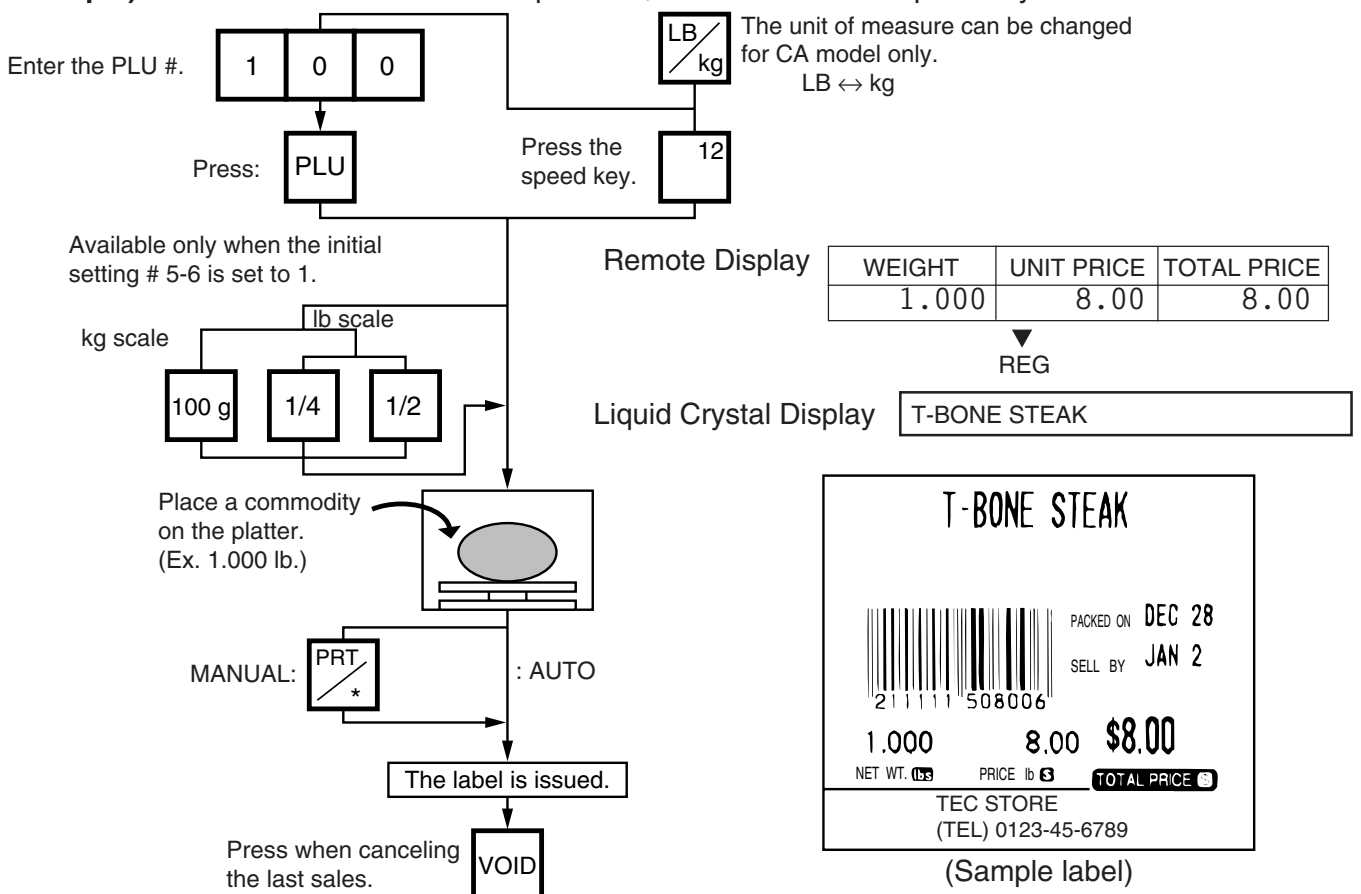 LB
kg
The unit of measure can be changed
for CA model only.
LB ↔ kg
Enter the PLU #.
1 0 0
Press:
PLU
Press the
speed key.
12
Available only when the initial
setting # 5-6 is set to 1.
kg scale
lb scale
100 g
1/4
1/2
Remote Display
WEIGHT UNIT PRICE TOTAL PRICE
1.000 8.00 8.00
▼
REG
Liquid Crystal Display
T-BONE STEAK
Place a commodity
on the platter.
(Ex. 1.000 lb.)
MANUAL:
PRT
*
: AUTO
The label is issued.
Press when canceling
the last sales.
VOID
T-BONE STEAK
PACKED ON DEC 28
SELL BY JAN 2
211111 508006
1.000 8.00 $8.00
NET WT. lbs PRICE lb $ TOTAL PRICE $
TEC STORE
(TEL) 0123-45-6789
(Sample label)